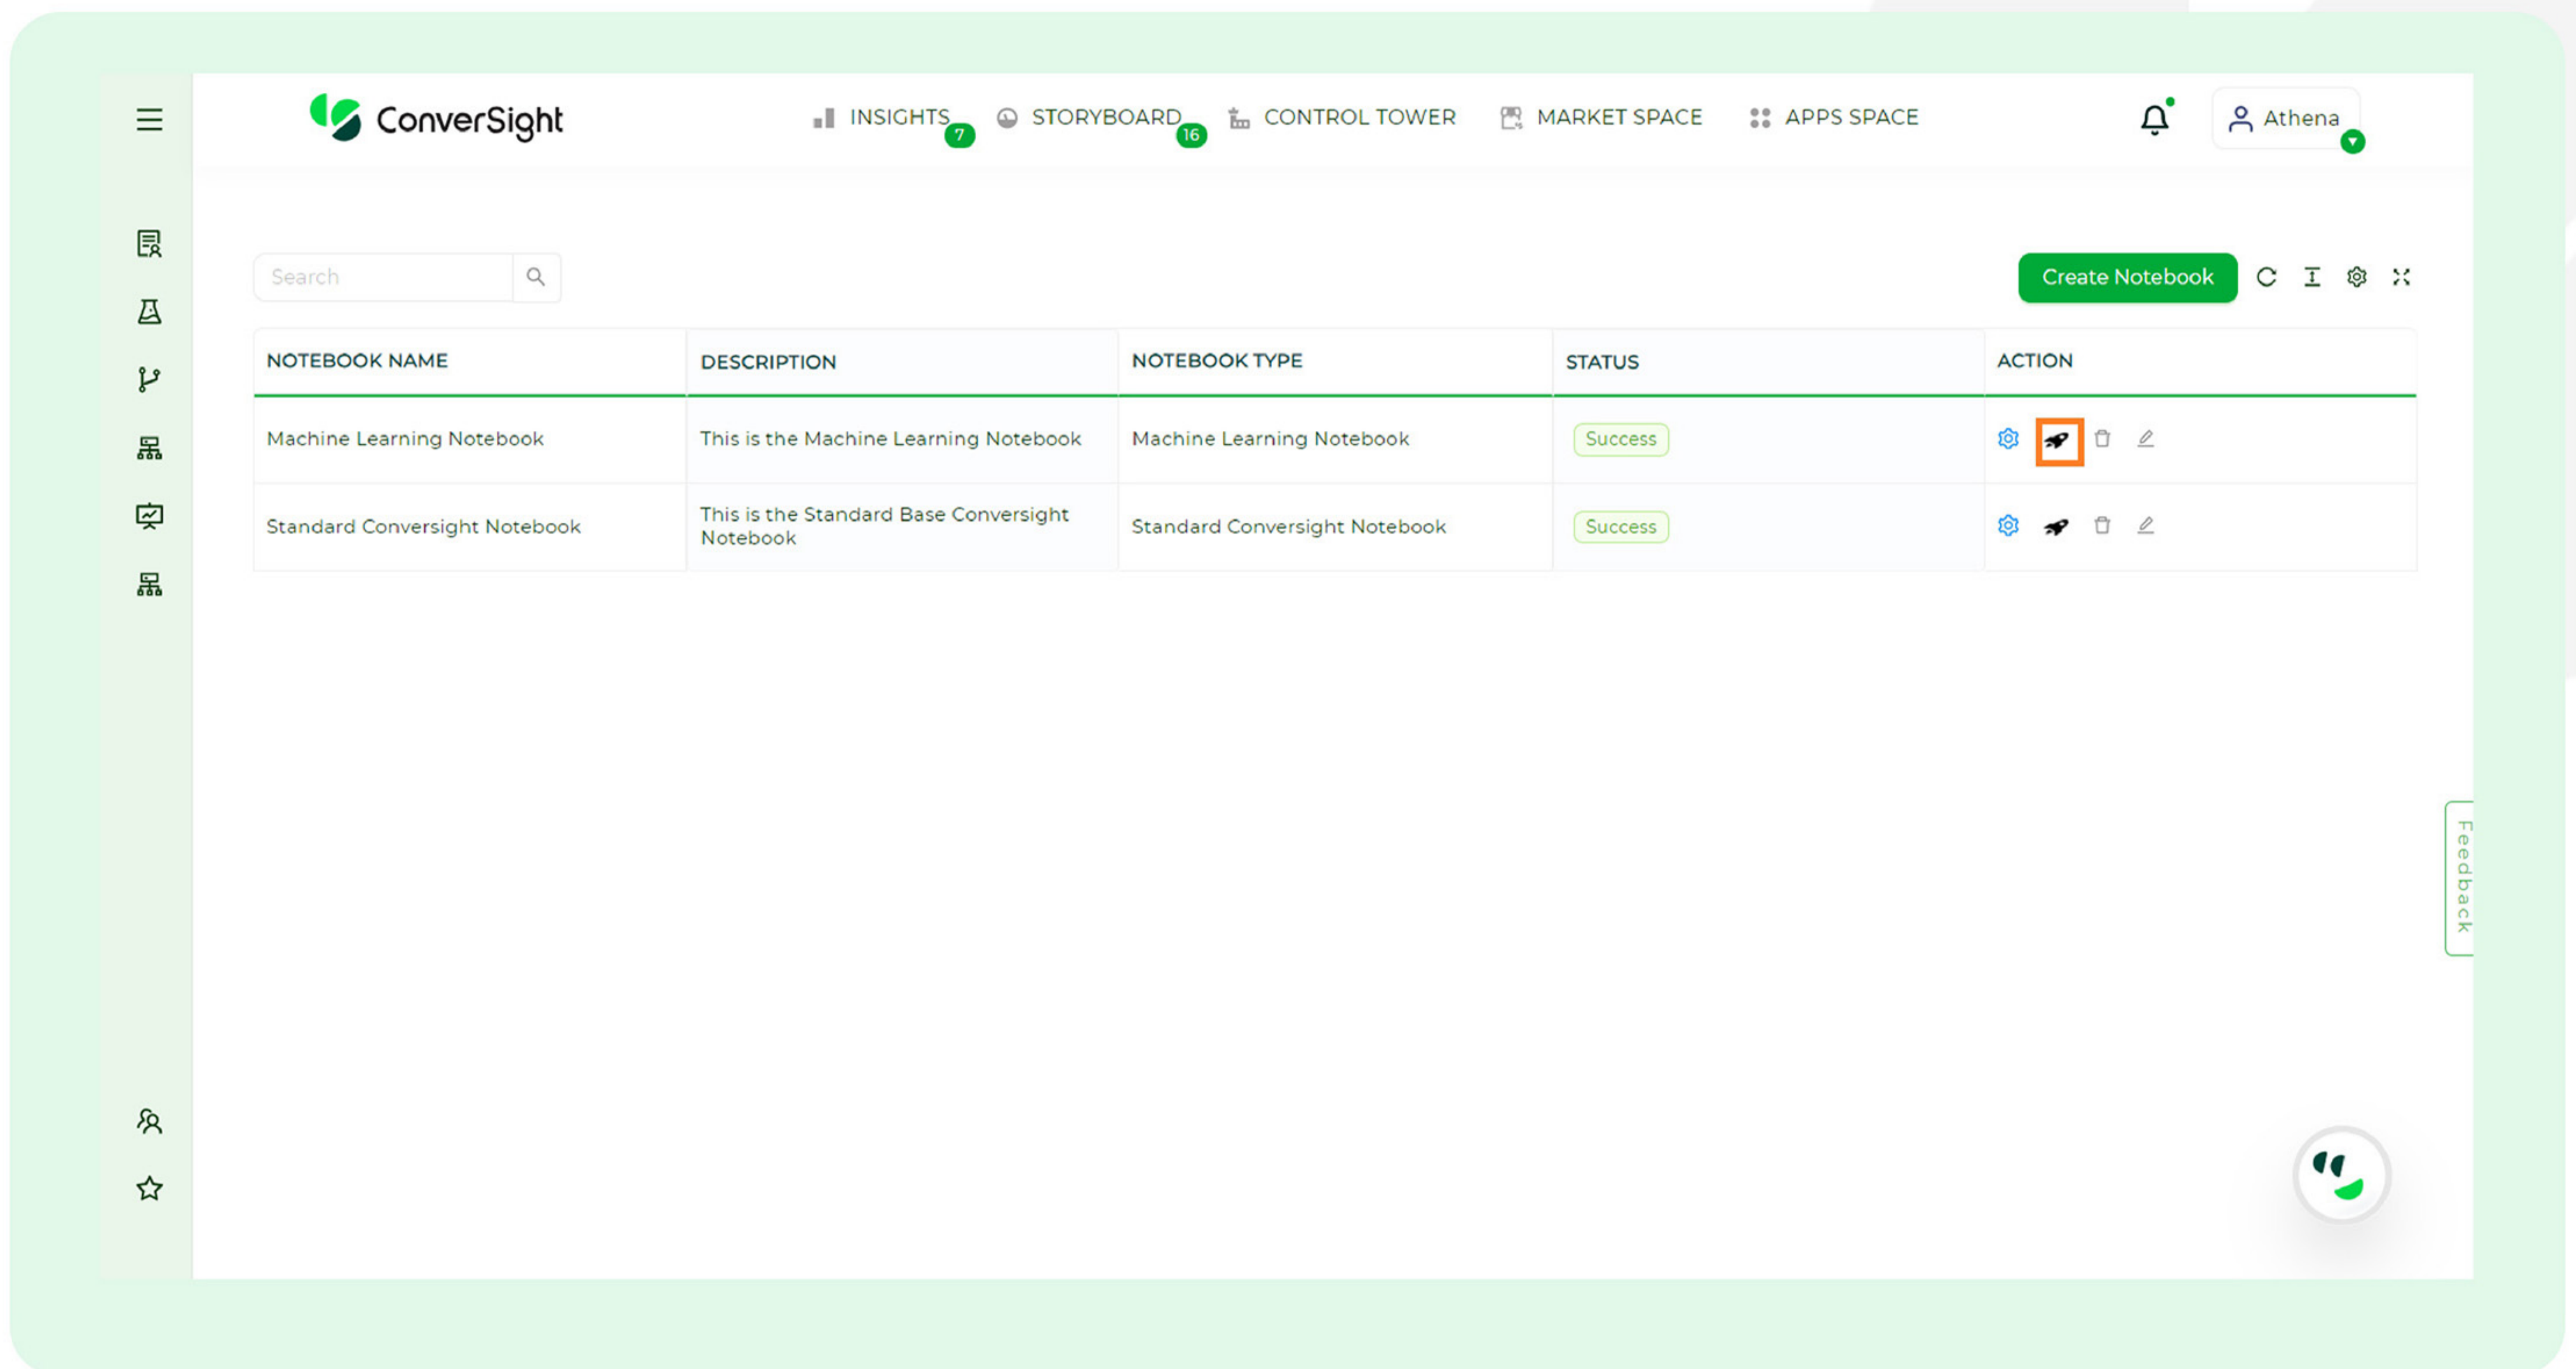 ConverSight
INSIGHTS 7
STORYBOARD 16
CONTROL TOWER
MARKET SPACE
APPS SPACE
Athena
Search
Create Notebook
NOTEBOOK NAME
DESCRIPTION
NOTEBOOK TYPE
STATUS
ACTION
Machine Learning Notebook
This is the Machine Learning Notebook
Machine Learning Notebook
Success
Standard Conversight Notebook
This is the Standard Base Conversight
Notebook
Standard Conversight Notebook
Success
Feedback